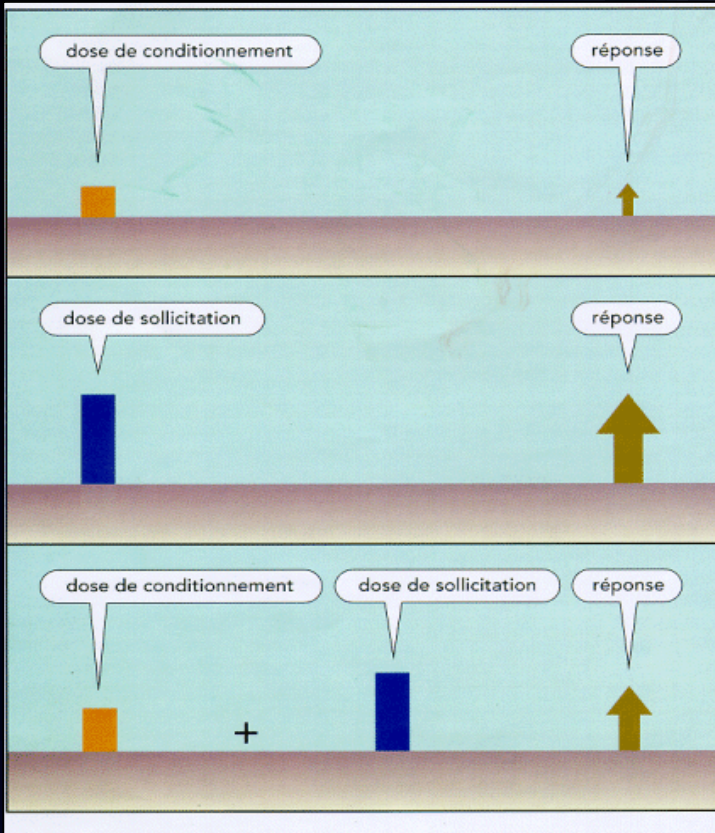 dose de conditionnement
réponse
dose de sollicitation
réponse
dose de conditionnement
dose de sollicitation
réponse
+